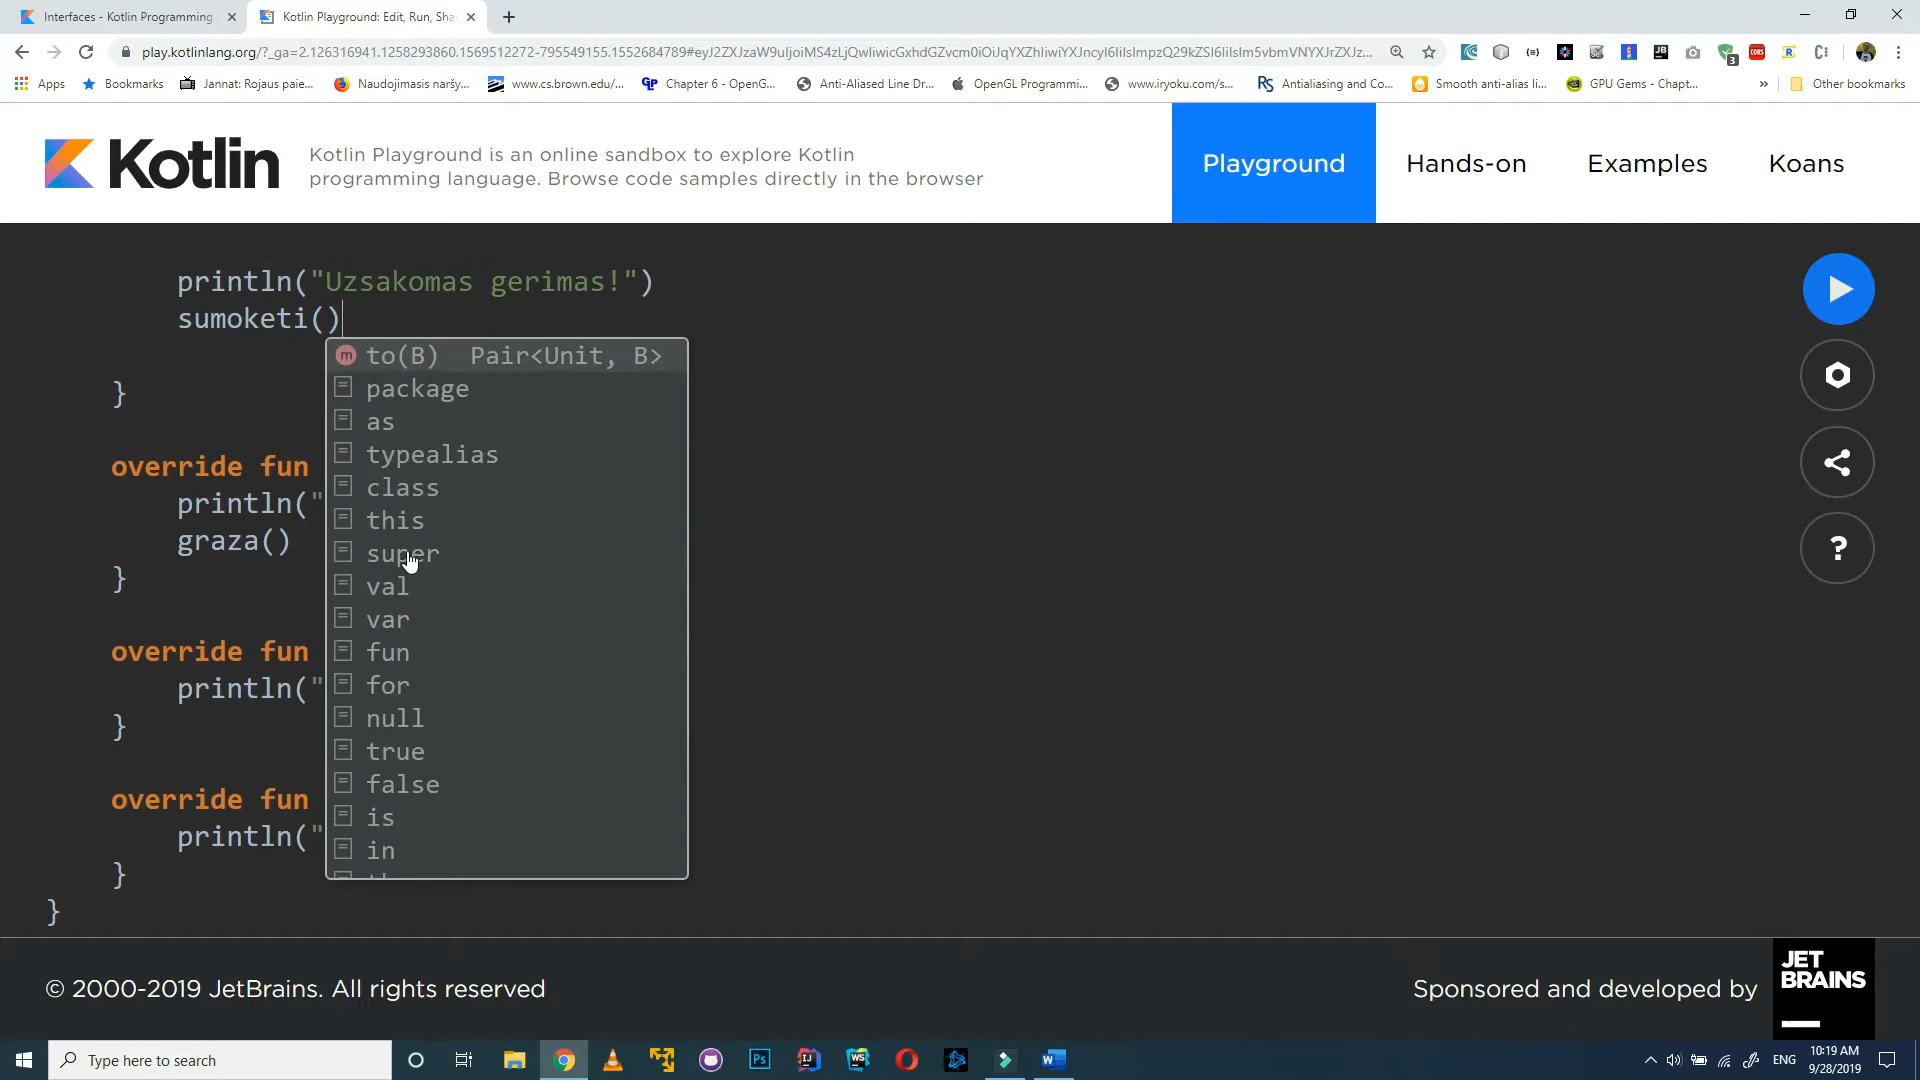 Interfaces - Kotlin Programming
Kotlin Playground: Edit, Run, Sha
play.kotlinlang.org/?_ga=2.126316941.1258293860.1569512272-795549155.1552684789#
Apps
Bookmarks
Jannat: Rojaus paie...
Naudojimasis naršy...
www.cs.brown.edu/...
Chapter 6 - OpenG...
Anti-Aliased Line Dr...
OpenGL Programmi...
www.iryoku.com/s...
Antialiasing and Co...
Smooth anti-alias li...
GPU Gems - Chapt...
»
Other bookmarks
Kotlin
Kotlin Playground is an online sandbox to explore Kotlin
programming language. Browse code samples directly in the browser
Playground
Hands-on
Examples
Koans
println("Uzsakomas gerimas!")
sumoketi()
to(B) Pair<Unit, B>
package
as
typealias
class
this
super
val
var
fun
for
null
true
false
is
in
}
override fun
println("
graza()
}
override fun
println("
}
override fun
println("
}
}
?
© 2000-2019 JetBrains. All rights reserved
Sponsored and developed by
JET
BRAINS
Type here to search
ENG
10:19 AM
9/28/2019